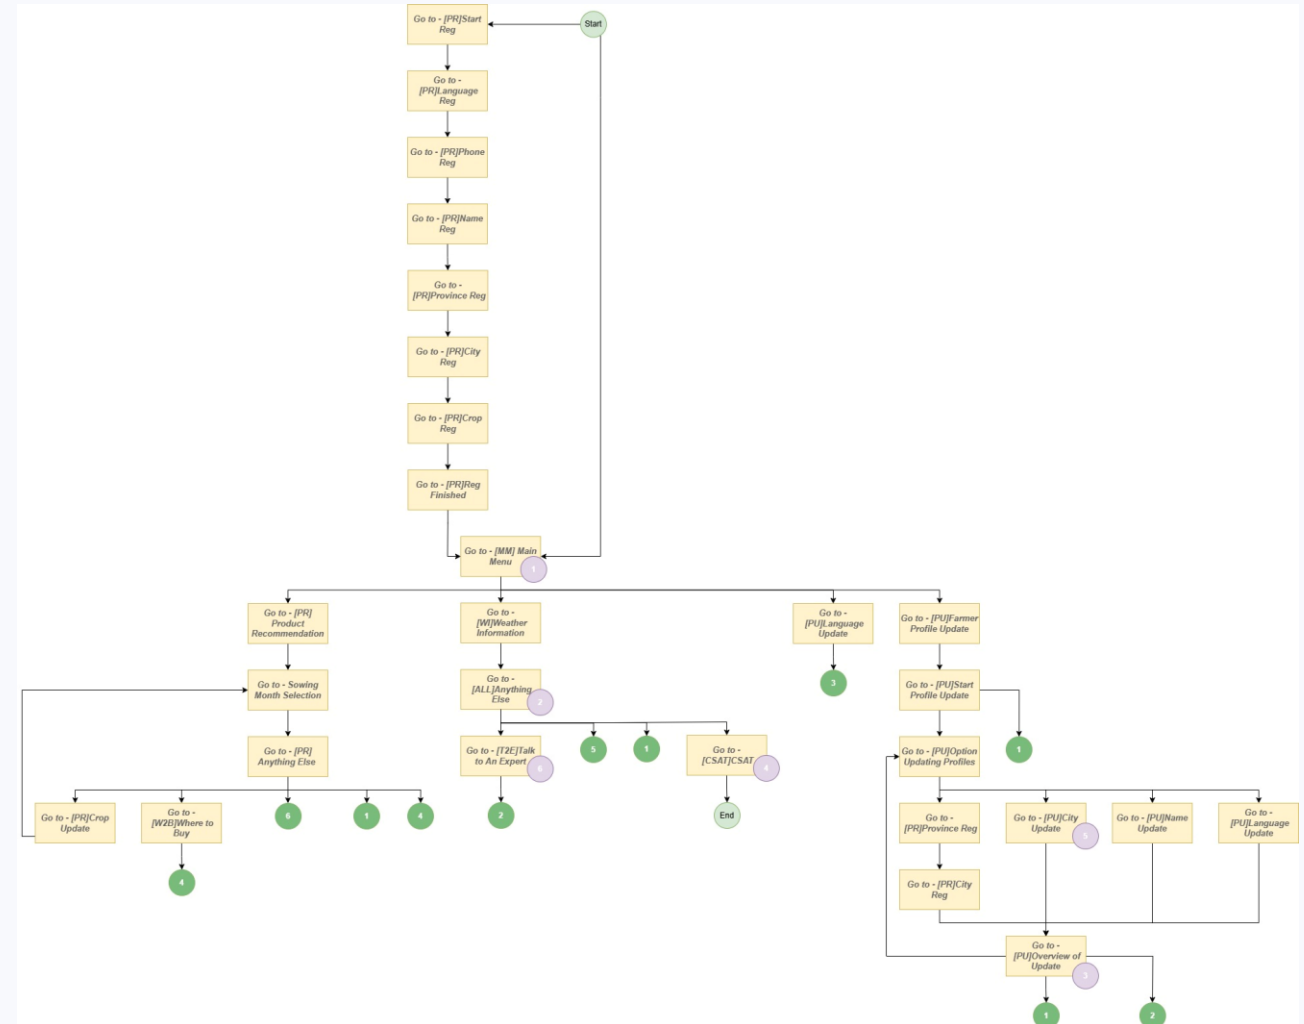 Go to - [PR]Start
Reg
Start
Go to -
[PR]Language
Reg
Go to - [PR]Phone
Reg
Go to - [PR]Name
Reg
Go to -
[PR]Province Reg
Go to - [PR]City
Reg
Go to - [PR]Crop
Reg
Go to - [PR]Reg
Finished
Go to - [MM] Main
Menu
1
Go to - [PR]
Product
Recommendation
Go to -
[WI]Weather
Information
Go to -
[PU]Language
Update
Go to - [PU]Farmer
Profile Update
Go to - Sowing
Month Selection
Go to -
[ALL]Anything
Else
2
3
Go to - [PU]Start
Profile Update
Go to - [PR]
Anything Else
Go to - [T2E]Talk
to An Expert
6
5
1
Go to -
[CSAT]CSAT
4
Go to - [PU]Option
Updating Profiles
1
Go to - [PR]Crop
Update
Go to -
[W2B]Where to
Buy
6
1
4
2
End
Go to -
[PR]Province Reg
Go to - [PU]City
Update
5
Go to - [PU]Name
Update
Go to -
[PU]Language
Update
4
Go to - [PR]City
Reg
Go to -
[PU]Overview of
Update
3
1
2